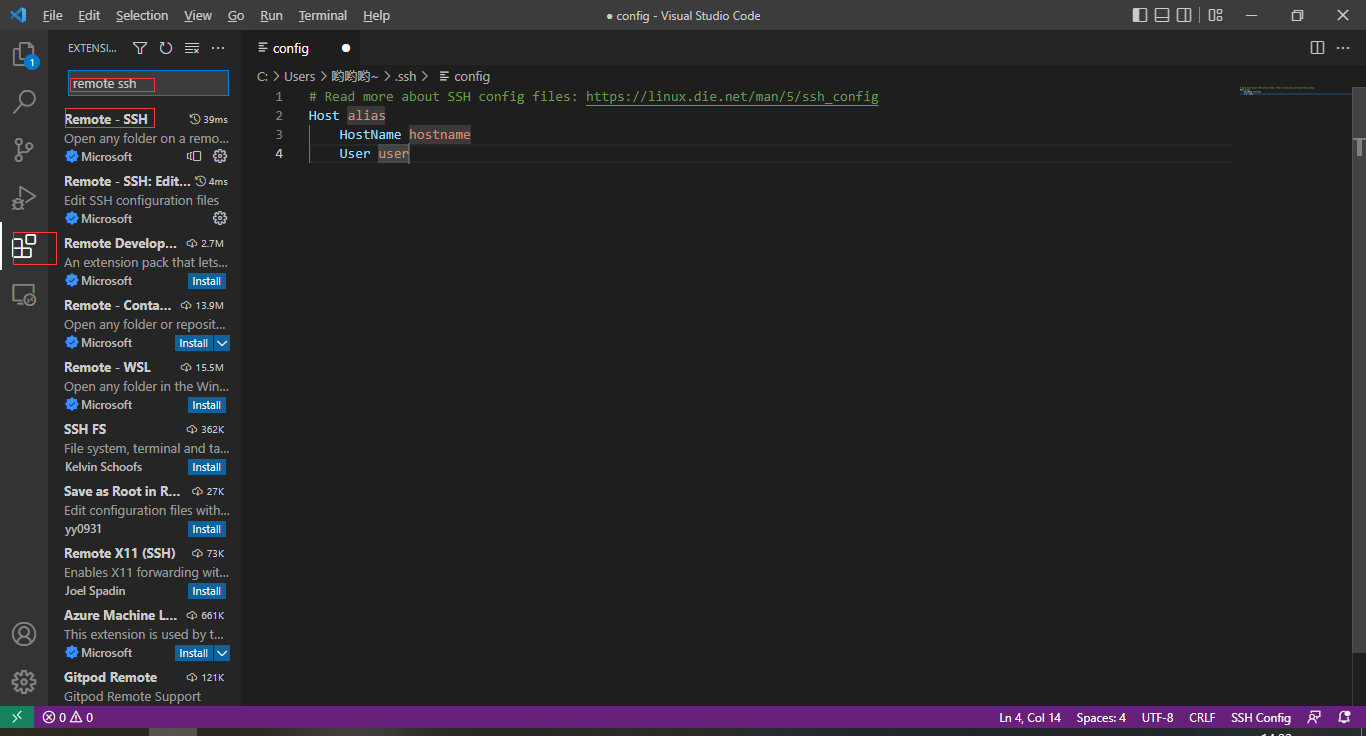 File Edit Selection View Go Run Terminal Help
● config - Visual Studio Code
EXTENSI...
config
1
remote ssh
C: > Users > 哟哟哟~ > .ssh > config
1 # Read more about SSH config files: https://linux.die.net/man/5/ssh_config
2 Host alias
3 HostName hostname
4 User user
Remote - SSH 39ms
Open any folder on a remo...
Microsoft
Remote - SSH: Edit... 4ms
Edit SSH configuration files
Microsoft
Remote Develop... 2.7M
An extension pack that lets...
Microsoft Install
Remote - Conta... 13.9M
Open any folder or reposit...
Microsoft Install
Remote - WSL 15.5M
Open any folder in the Win...
Microsoft Install
SSH FS 362K
File system, terminal and ta...
Kelvin Schoofs Install
Save as Root in R... 27K
Edit configuration files with...
yy0931 Install
Remote X11 (SSH) 73K
Enables X11 forwarding wit...
Joel Spadin Install
Azure Machine L... 661K
This extension is used by t...
Microsoft Install
Gitpod Remote 121K
Gitpod Remote Support
0 0
Ln 4, Col 14 Spaces: 4 UTF-8 CRLF SSH Config